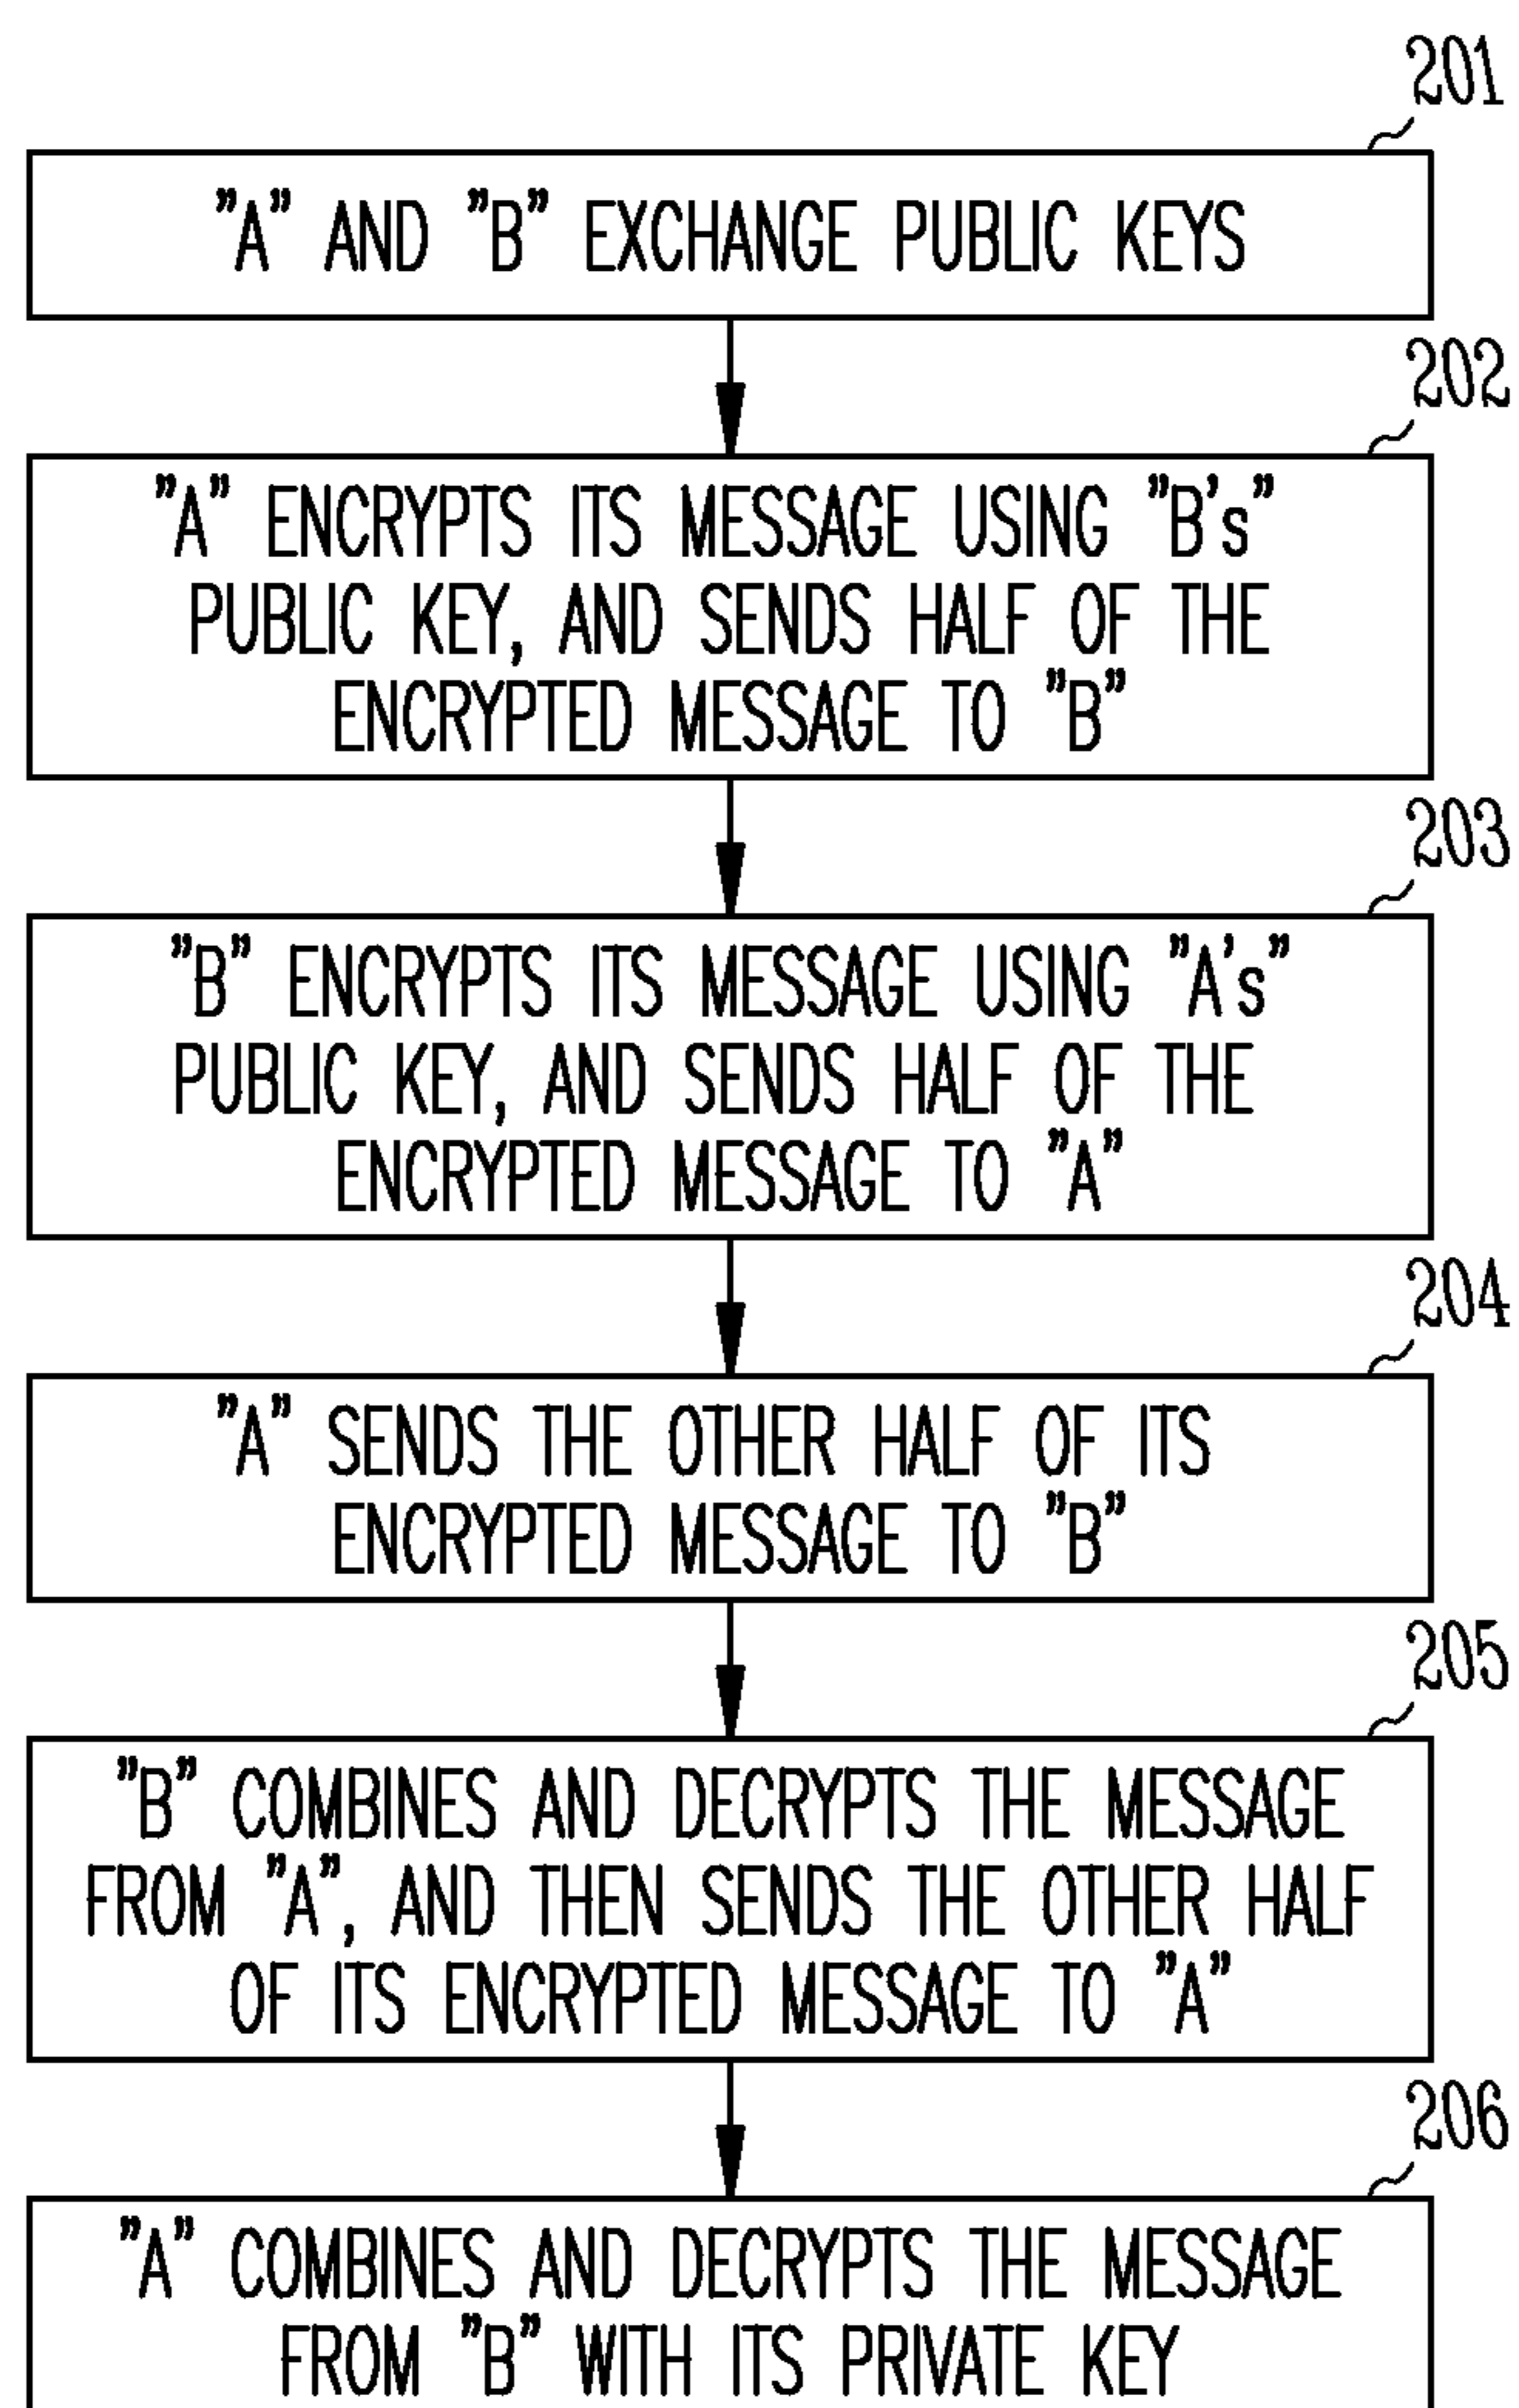 201
"A" AND "B" EXCHANGE PUBLIC KEYS
202
"A" ENCRYPTS ITS MESSAGE USING "B's"
PUBLIC KEY, AND SENDS HALF OF THE
ENCRYPTED MESSAGE TO "B"
203
"B" ENCRYPTS ITS MESSAGE USING "A's"
PUBLIC KEY, AND SENDS HALF OF THE
ENCRYPTED MESSAGE TO "A"
204
"A" SENDS THE OTHER HALF OF ITS
ENCRYPTED MESSAGE TO "B"
205
"B" COMBINES AND DECRYPTS THE MESSAGE
FROM "A", AND THEN SENDS THE OTHER HALF
OF ITS ENCRYPTED MESSAGE TO "A"
206
"A" COMBINES AND DECRYPTS THE MESSAGE
FROM "B" WITH ITS PRIVATE KEY